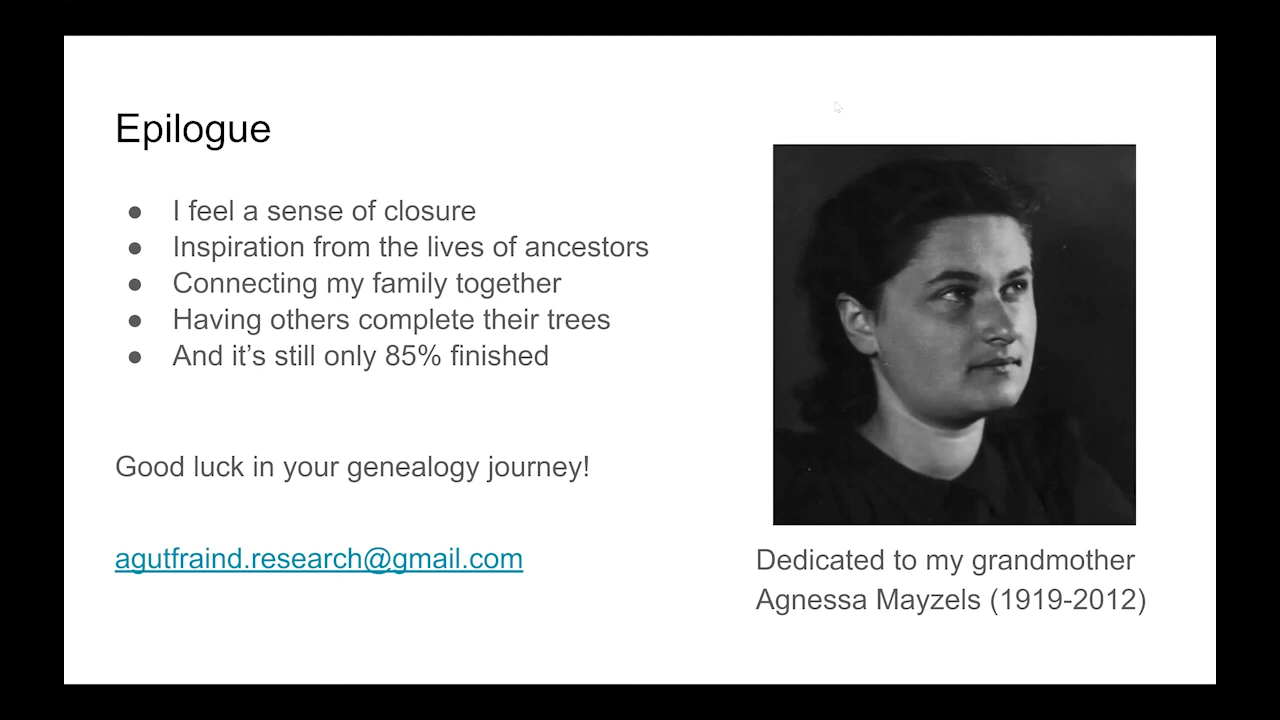 Epilogue
● I feel a sense of closure
● Inspiration from the lives of ancestors
● Connecting my family together
● Having others complete their trees
● And it’s still only 85% finished
Good luck in your genealogy journey!
agutfraind.research@gmail.com
Dedicated to my grandmother
Agnessa Mayzels (1919-2012)